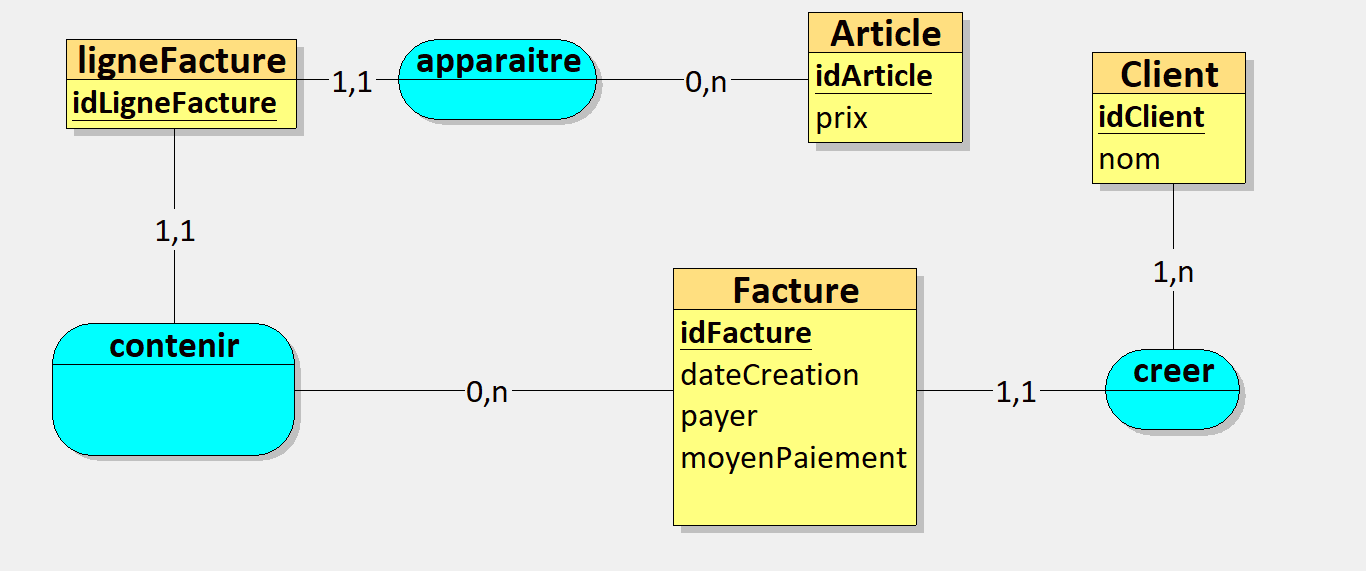 ligneFacture
idLigneFacture
1,1
apparaitre
0,n
Article
idArticle
prix
Client
idClient
nom
1,1
1,n
contenir
0,n
Facture
idFacture
dateCreation
payer
moyenPaiement
1,1
creer